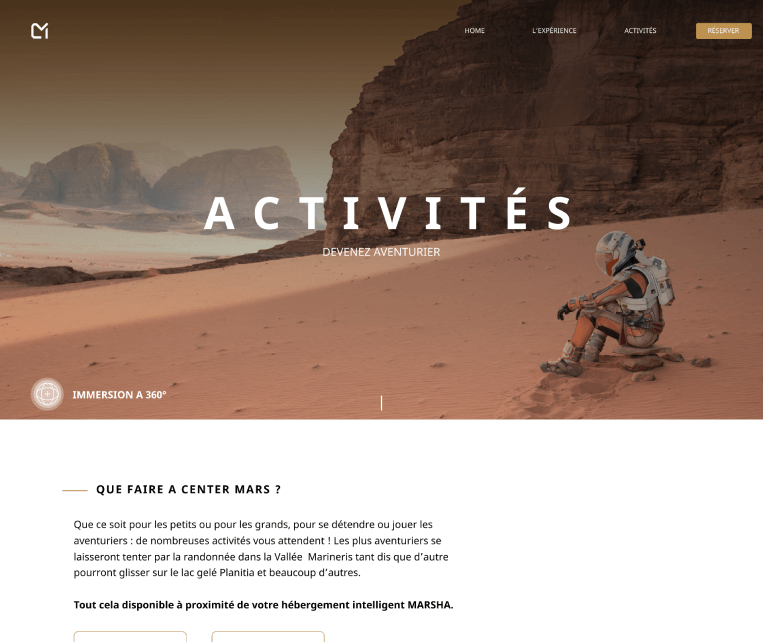 HOME
L'EXPÉRIENCE
ACTIVITÉS
RÉSERVER
ACTIVITÉS
DEVENEZ AVENTURIER
IMMERSION A 360°
QUE FAIRE A CENTER MARS ?
Que ce soit pour les petits ou pour les grands, pour se détendre ou jouer les
aventuriers : de nombreuses activités vous attendent ! Les plus aventuriers se
laisseront tenter par la randonnée dans la Vallée  Marineris tant dis que d'autre
pourront glisser sur le lac gelé Planitia et beaucoup d'autres.
Tout cela disponible à proximité de votre hébergement intelligent MARSHA.